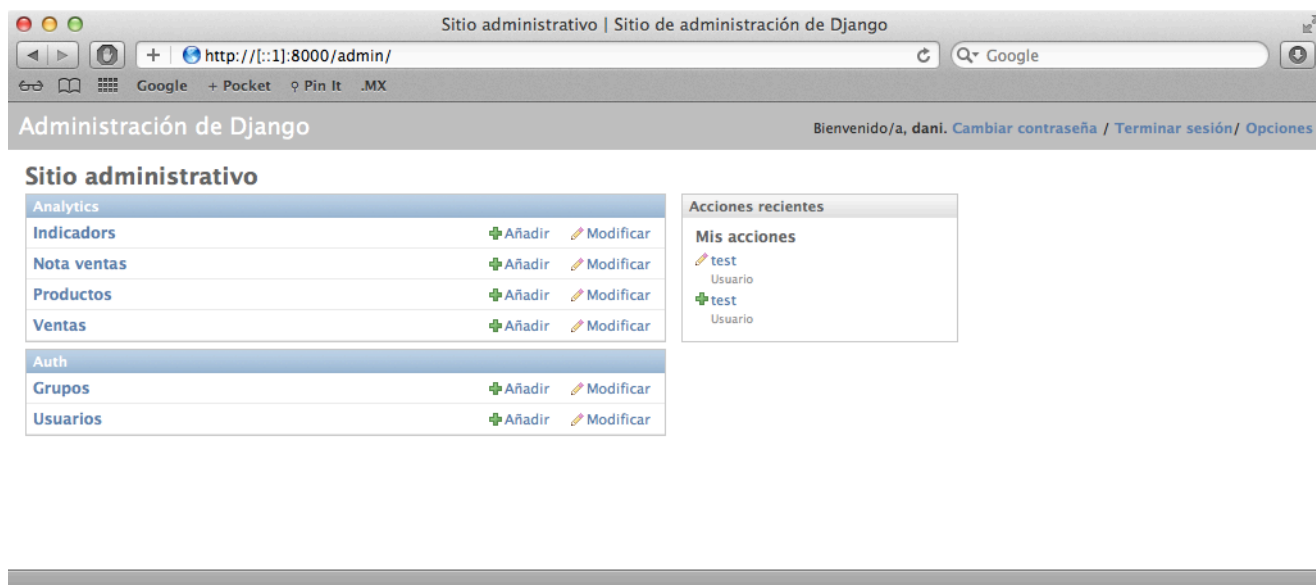 Sitio administrativo | Sitio de administración de Django
http://[::1]:8000/admin/
Google
Google + Pocket Pin It .MX
Administración de Django
Bienvenido/a, dani. Cambiar contraseña / Terminar sesión/ Opciones
Sitio administrativo
Analytics
Indicadors Añadir Modificar
Nota ventas Añadir Modificar
Productos Añadir Modificar
Ventas Añadir Modificar
Auth
Grupos Añadir Modificar
Usuarios Añadir Modificar
Acciones recientes
Mis acciones
test
Usuario
test
Usuario